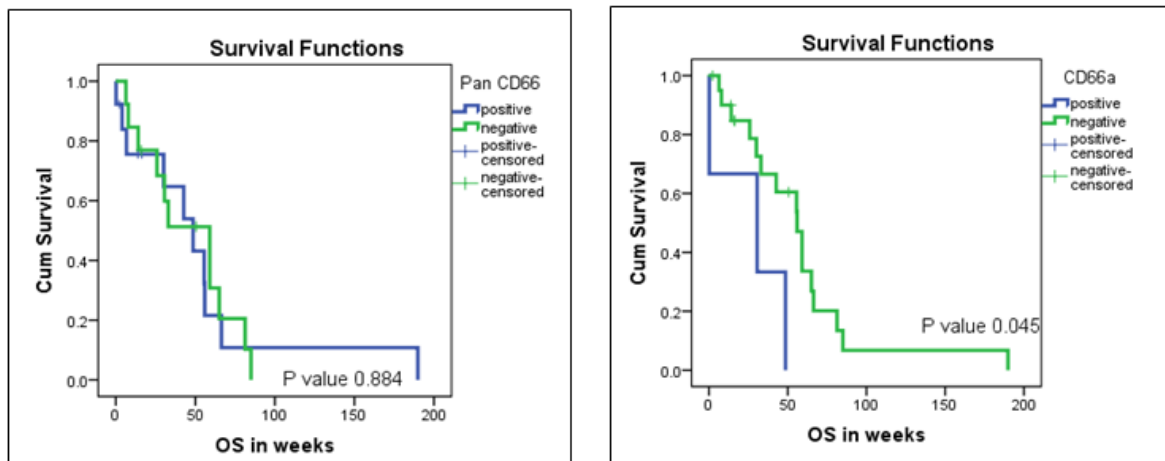 Survival Functions
Pan CD66
positive
negative
positive-
censored
negative-
censored
1.0
0.8
0.6
0.4
0.2
0.0
Cum Survival
P value 0.884
0
50
100
150
200
OS in weeks
Survival Functions
CD66a
positive
negative
positive-
censored
negative-
censored
1.0
0.8
0.6
0.4
0.2
0.0
Cum Survival
P value 0.045
0
50
100
150
200
OS in weeks